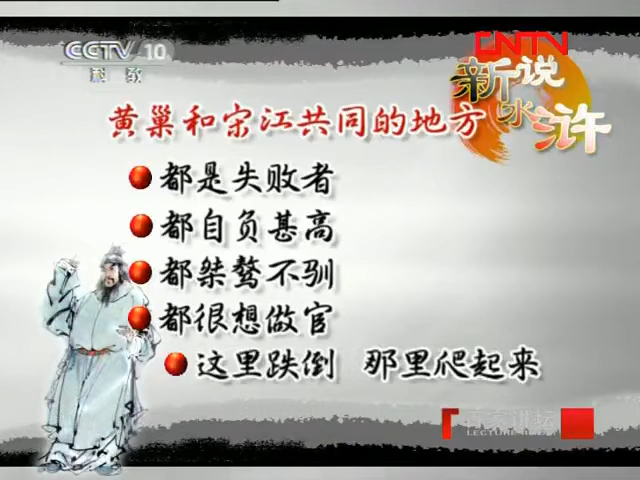 CCTV 10
科教
CNTV
新说
水浒
黄巢和宋江共同的地方
都是失败者
都自负甚高
都桀骜不驯
都很想做官
这里跌倒 那里爬起来
百家讲坛
LECTURE ROOM